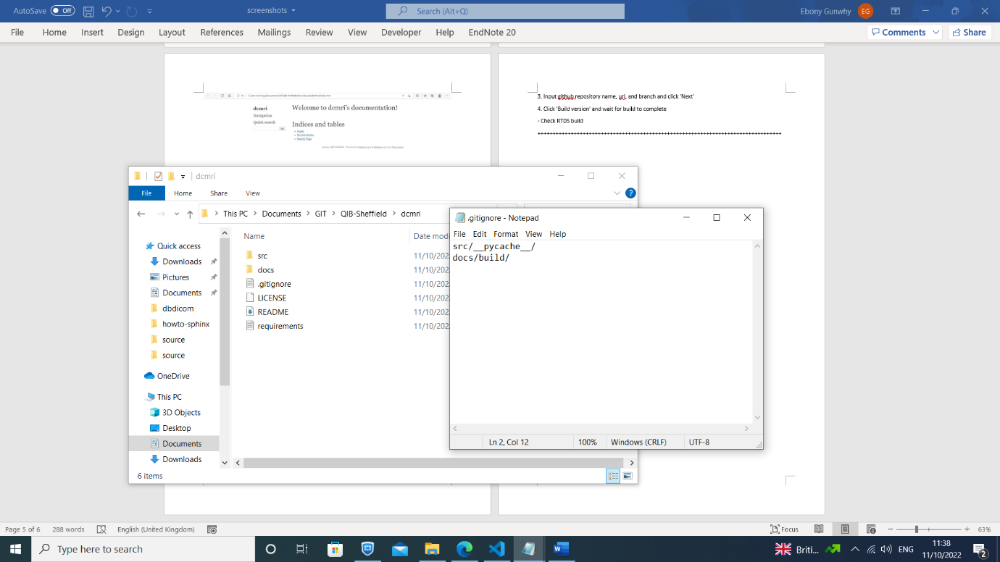 AutoSave Off screenshots Search (Alt+Q) Ebony Gunwhy EG
File Home Insert Design Layout References Mailings Review View Developer Help EndNote 20 Comments Share
dcmri
Navigation
Quick search
Go
Welcome to dcmri's documentation!
Indices and tables
Index
Module Index
Search Page
3. Input github repository name, url, and branch and click 'Next'
4. Click 'Build version' and wait for build to complete
- Check RTDS build
dcmri
File Home Share View
This PC Documents GIT QIB-Sheffield dcmri
Name Date modi
Quick access
Downloads
Pictures
Documents
dbdicom
howto-sphinx
source
source
OneDrive
This PC
3D Objects
Desktop
Documents
Downloads
src 11/10/202
docs 11/10/202
.gitignore 11/10/202
LICENSE 11/10/202
README 11/10/202
requirements 11/10/202
6 items
.gitignore - Notepad
File Edit Format View Help
src/__pycache__/
docs/build/
Ln 2, Col 12 100% Windows (CRLF) UTF-8
Page 5 of 6 288 words English (United Kingdom) Focus 63%
Type here to search Briti... ENG 11:38
11/10/2022 2